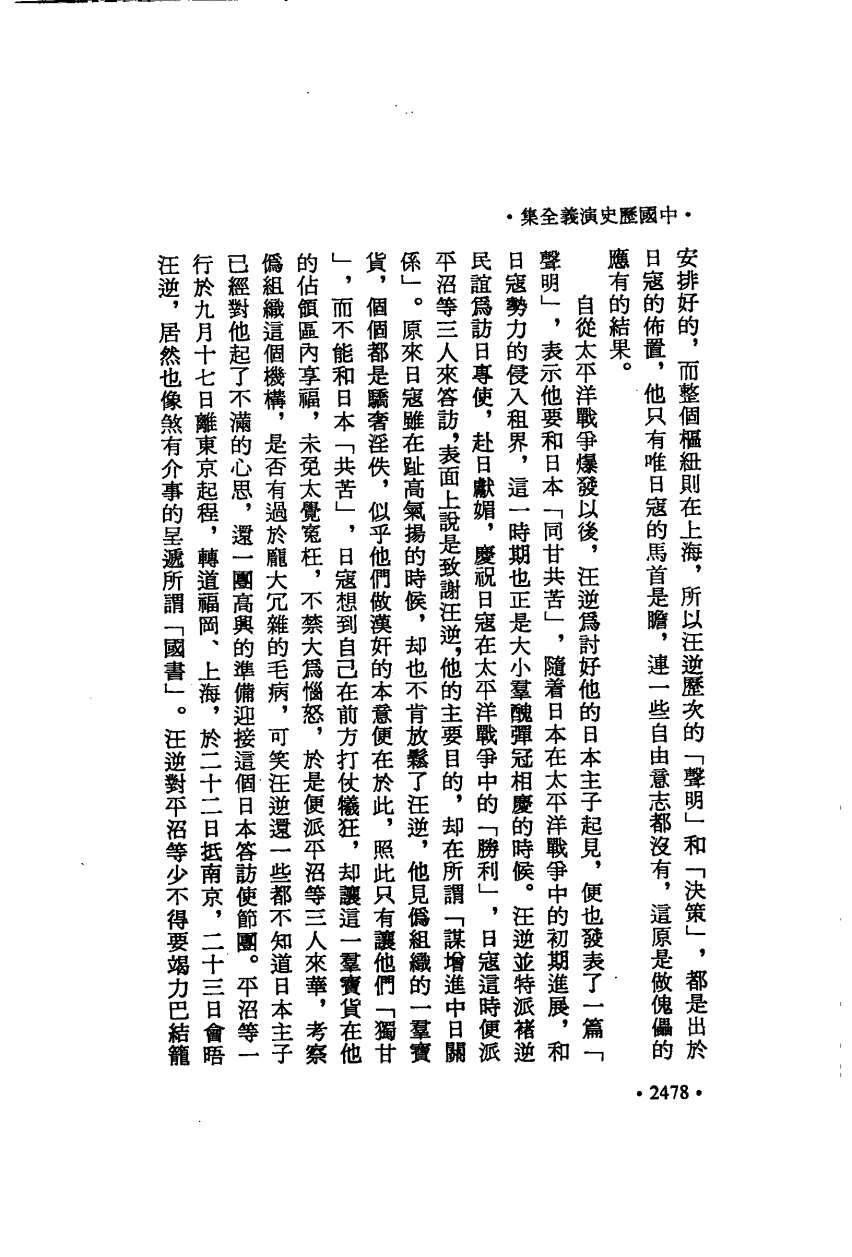 •中國歷史演義全集•
安排好的，而整個樞紐則在上海，所以汪逆歷次的「聲明」和「決策」，都是出於
日寇的佈置，他只有唯日寇的馬首是瞻，連一些自由意志都沒有，這原是做傀儡的
應有的結果。
自從太平洋戰爭爆發以後，汪逆爲討好他的日本主子起見，便也發表了一篇「
聲明」，表示他要和日本「同甘共苦」，隨着日本在太平洋戰爭中的初期進展，和
日寇勢力的侵入租界，這一時期也正是大小羣醜彈冠相慶的時候。汪逆並特派褚逆
民誼爲訪日專使，赴日獻媚，慶祝日寇在太平洋戰爭中的「勝利」，日寇這時便派
平沼等三人來答訪，表面上說是致謝汪逆，他的主要目的，却在所謂「謀增進中日關
係」。原來日寇雖在趾高氣揚的時候，却也不肯放鬆了汪逆，他見僞組織的一羣寶
貨，個個都是驕奢淫佚，似乎他們做漢奸的本意便在於此，照此只有讓他們「獨甘
」，而不能和日本「共苦」，日寇想到自己在前方打仗犧狂，却讓這一羣寶貨在他
的佔領區內享福，未免太覺寃枉，不禁大爲惱怒，於是便派平沼等三人來華，考察
僞組織這個機構，是否有過於龐大冗雜的毛病，可笑汪逆還一些都不知道日本主子
已經對他起了不滿的心思，還一團高興的準備迎接這個日本答訪使節團。平沼等一
行於九月十七日離東京起程，轉道福岡、上海，於二十二日抵南京，二十三日會晤
汪逆，居然也像煞有介事的呈遞所謂「國書」。汪逆對平沼等少不得要竭力巴結籠
•2478•